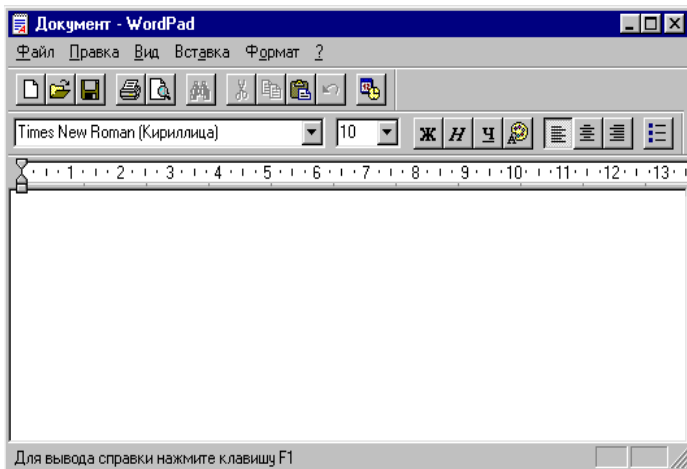 Документ - WordPad
Файл Правка Вид Вставка Формат ?
Times New Roman (Кириллица) 10 Ж Н Ч
1 2 3 4 5 6 7 8 9 10 11 12 13
Для вывода справки нажмите клавишу F1